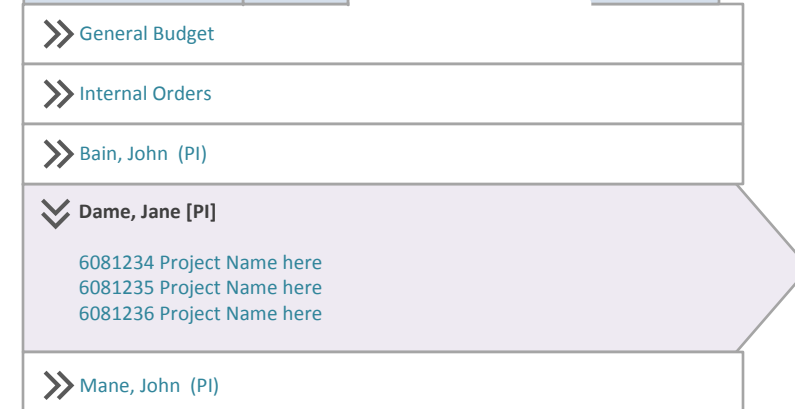 General Budget
Internal Orders
Bain, John (PI)
Dame, Jane [PI]
6081234 Project Name here
6081235 Project Name here
6081236 Project Name here
Mane, John (PI)